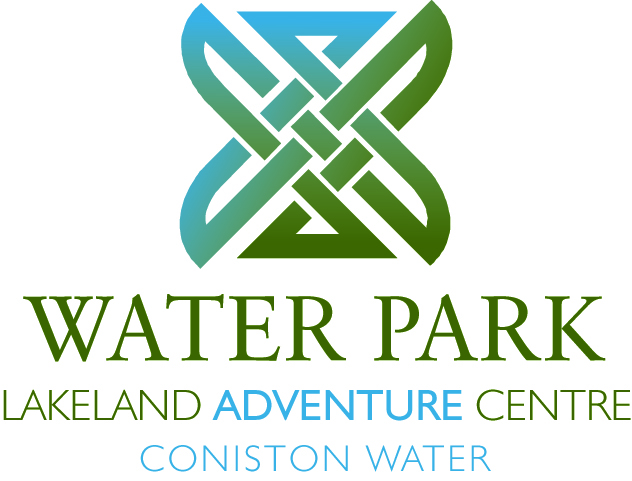 WATER PARK
LAKELAND ADVENTURE CENTRE
CONISTON WATER